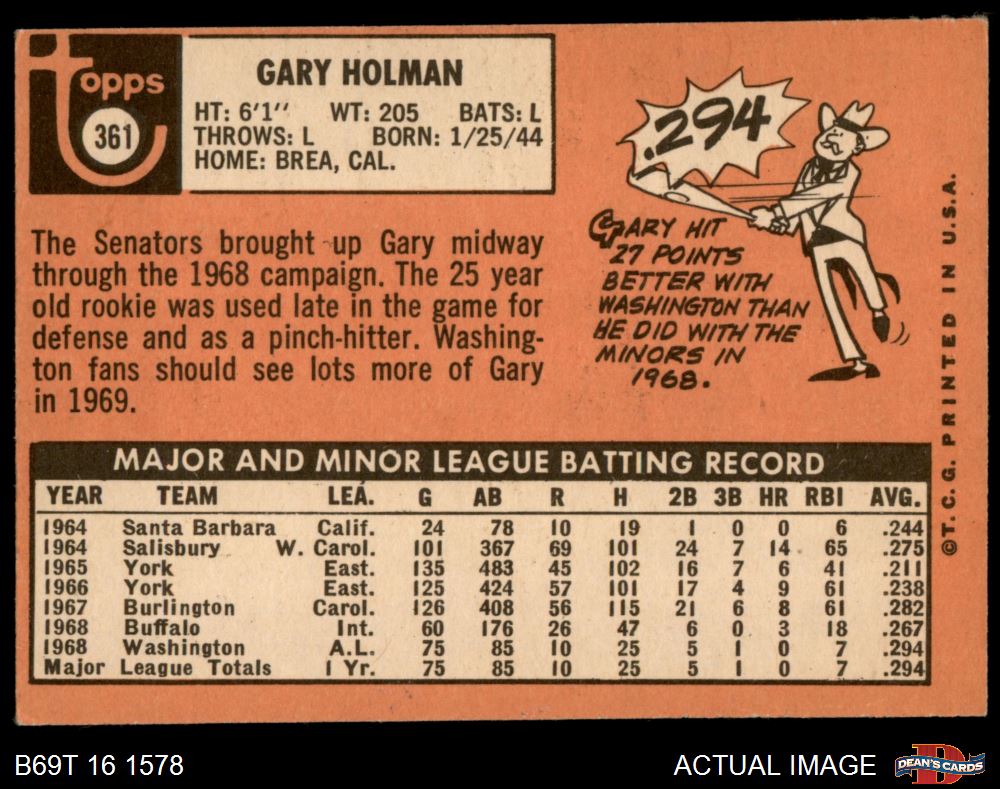 topps
361
GARY HOLMAN
HT: 6'1'' WT: 205 BATS: L
THROWS: L BORN: 1/25/44
HOME: BREA, CAL.
The Senators brought up Gary midway
through the 1968 campaign. The 25 year
old rookie was used late in the game for
defense and as a pinch-hitter. Washing-
ton fans should see lots more of Gary
in 1969.
.294
GARY HIT
27 POINTS
BETTER WITH
WASHINGTON THAN
HE DID WITH THE
MINORS IN
1968.
©T.C.G. PRINTED IN U.S.A.
MAJOR AND MINOR LEAGUE BATTING RECORD
YEAR TEAM LEA. G AB R H 2B 3B HR RBI AVG.
1964 Santa Barbara Calif. 24 78 10 19 1 0 0 6 .244
1964 Salisbury W. Carol. 101 367 69 101 24 7 14 65 .275
1965 York East. 135 483 45 102 16 7 6 41 .211
1966 York East. 125 424 57 101 17 4 9 61 .238
1967 Burlington Carol. 126 408 56 115 21 6 8 61 .282
1968 Buffalo Int. 60 176 26 47 6 0 3 18 .267
1968 Washington A.L. 75 85 10 25 5 1 0 7 .294
Major League Totals 1 Yr. 75 85 10 25 5 1 0 7 .294
B69T 16 1578
ACTUAL IMAGE
D
DEAN'S CARDS